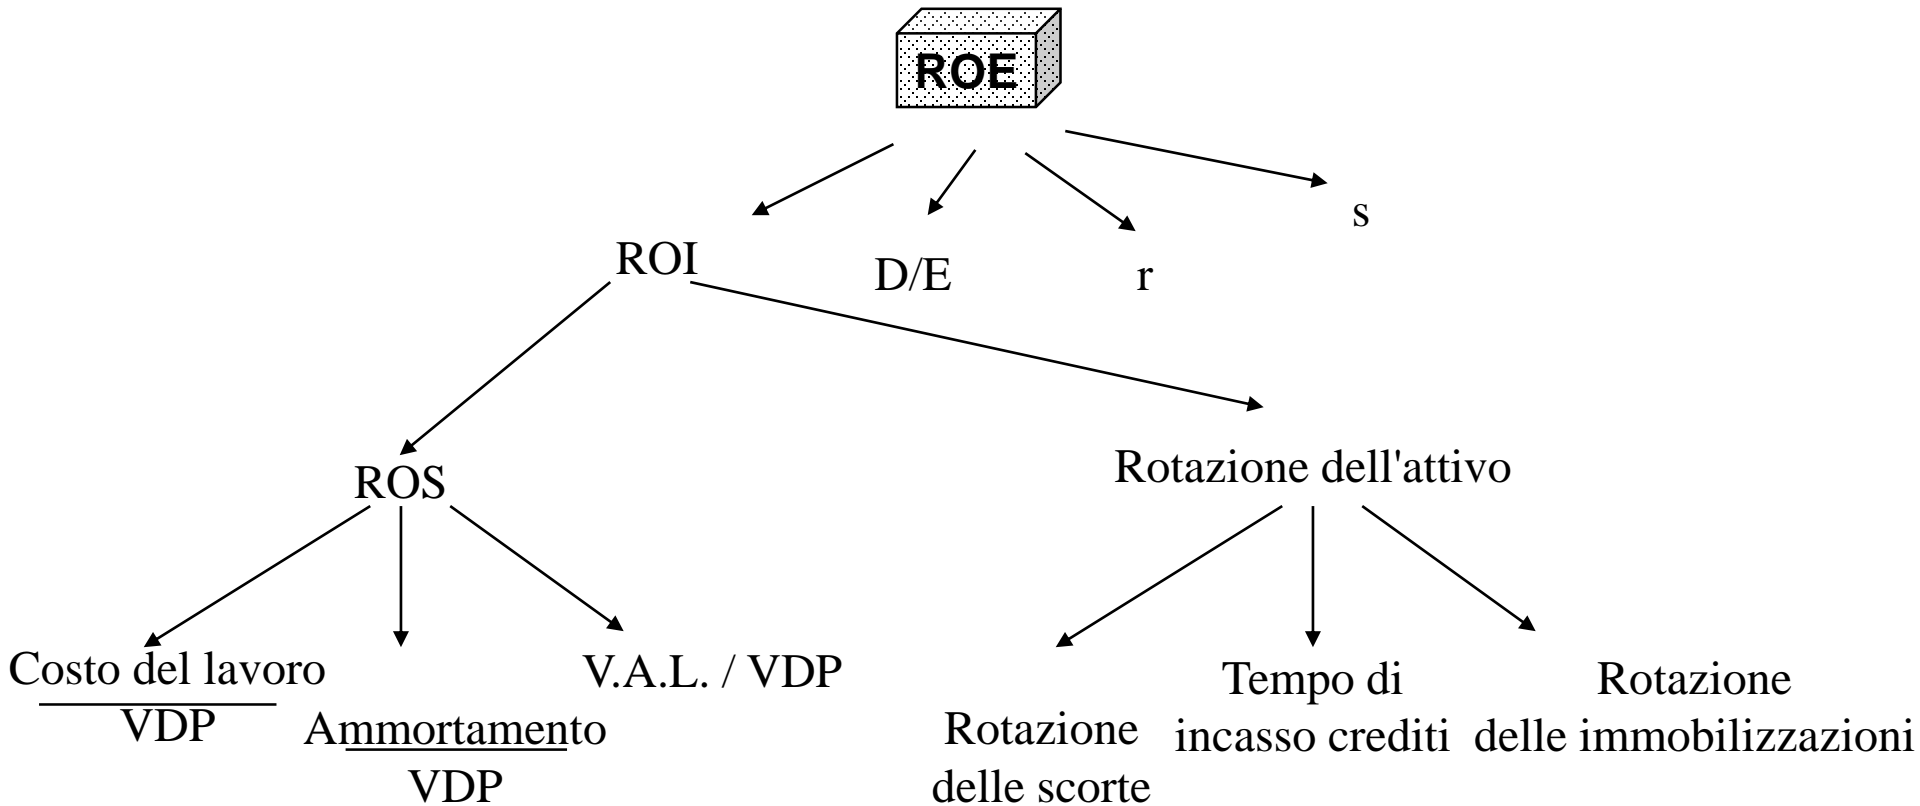 ROE
s
ROI
D/E
r
ROS
Rotazione dell'attivo
Costo del lavoro
VDP
Ammortamento
VDP
V.A.L. / VDP
Rotazione
delle scorte
Tempo di
incasso crediti
Rotazione
delle immobilizzazioni